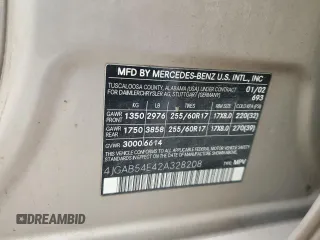 MFD BY MERCEDES-BENZ U.S. INTL., INC
TUSCALOOSA COUNTY, ALABAMA (USA) UNDER LICENSE 01/02
FOR DAIMLERCHRYSLER AG, STUTTGART (GERMANY) 693
KG LB TIRES RIMS
GAWR FRONT 1350 2976 255/60R17 17X8.0 220(32)
GAWR REAR 1750 3858 255/60R17 17X8.0 270(39)
GVWR 3000 6614
4JGAB54E42A328208
TYPE: MPV